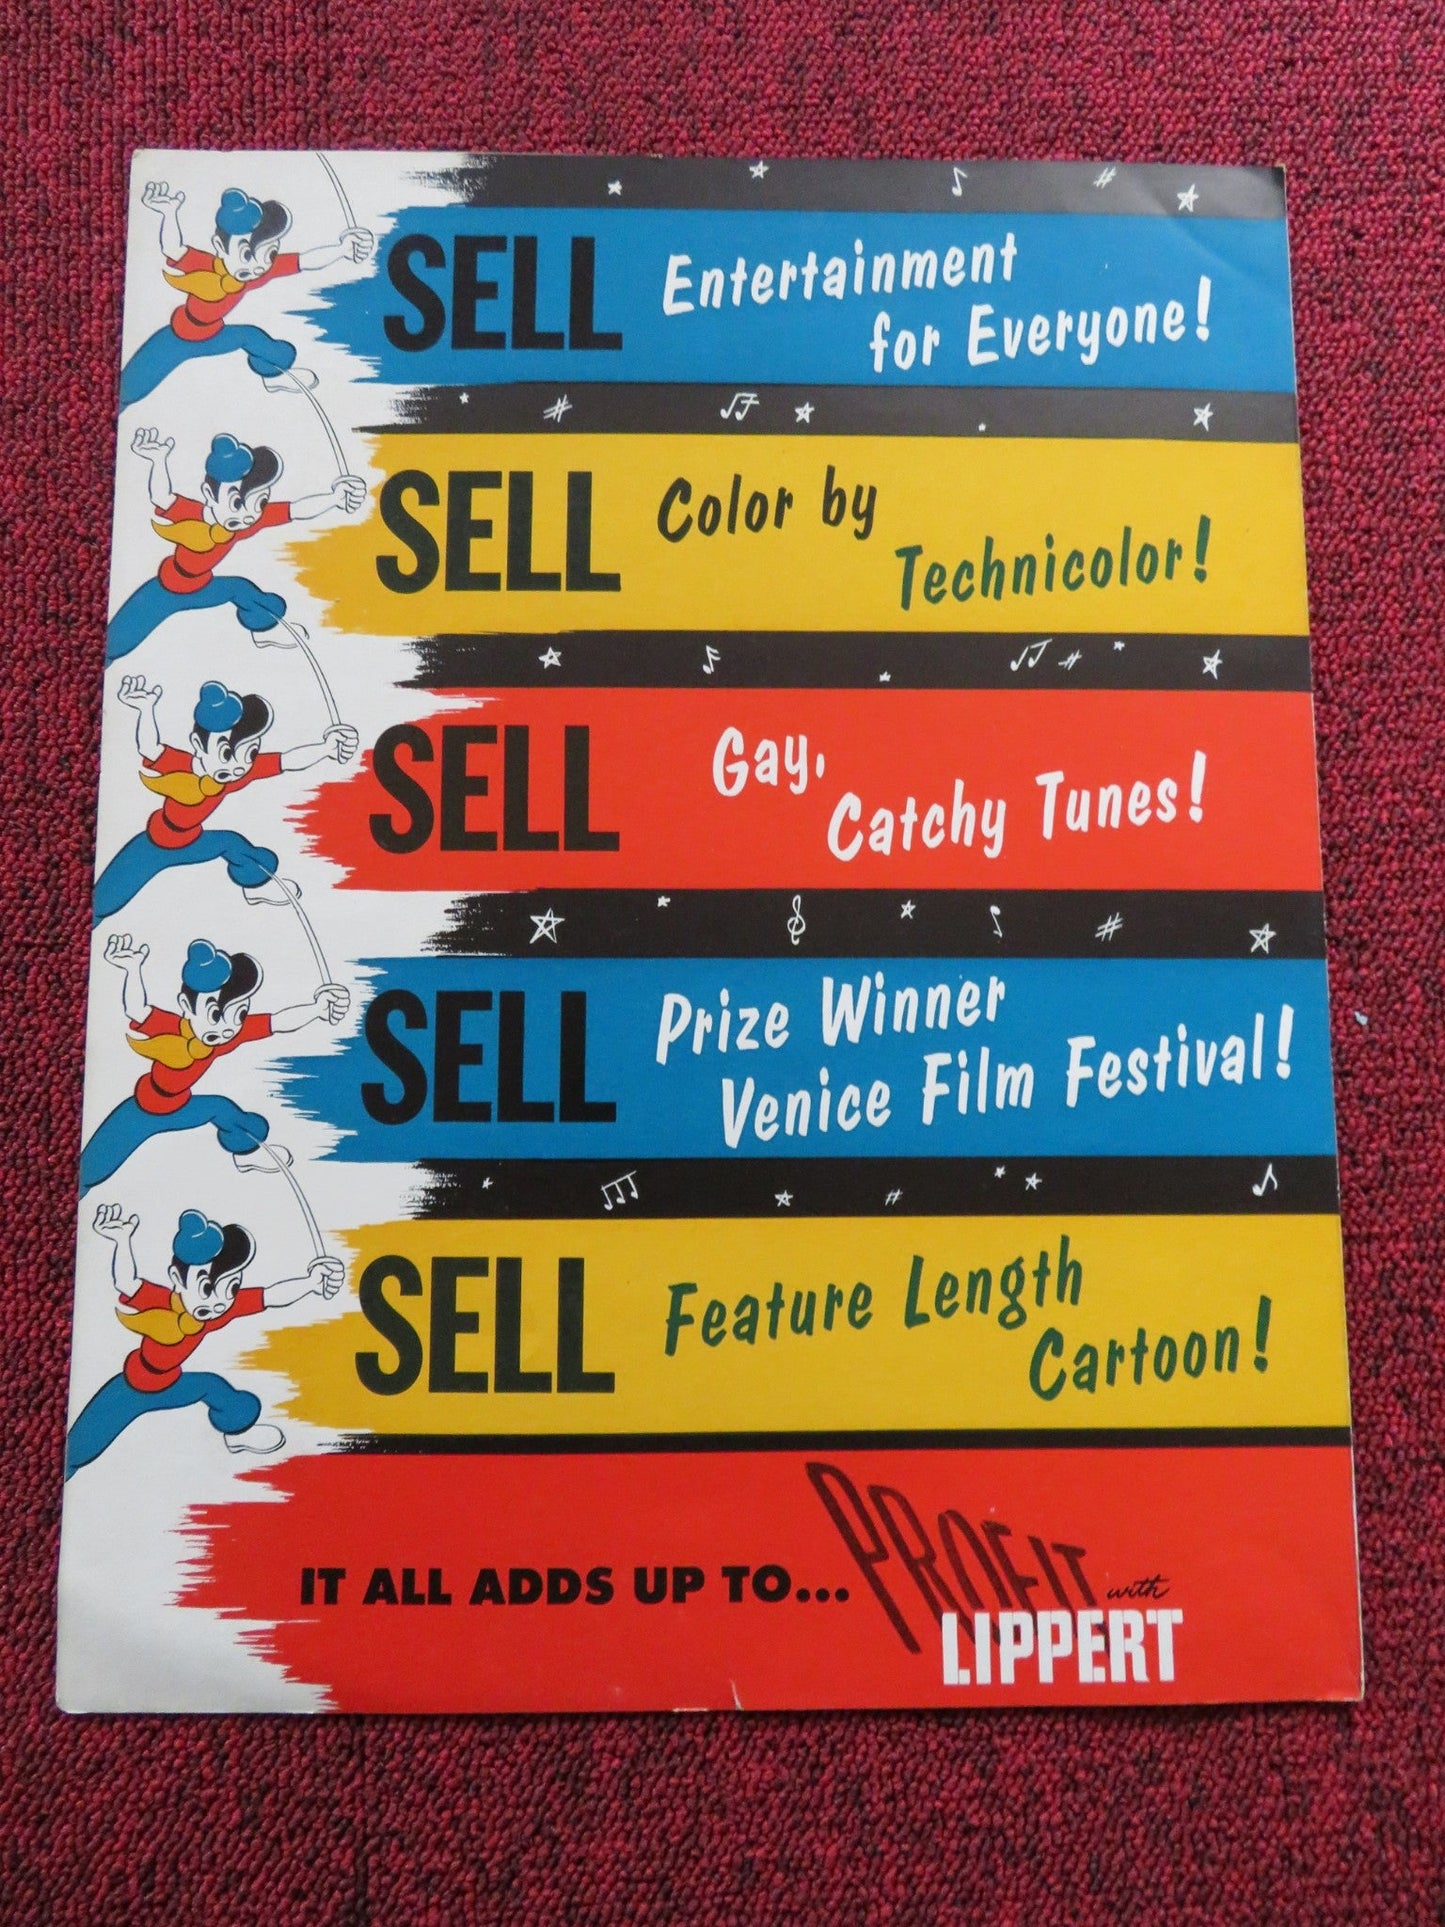 SELL Entertainment
for Everyone!
SELL Color by
Technicolor!
SELL Gay,
Catchy Tunes!
SELL Prize Winner
Venice Film Festival!
SELL Feature Length
Cartoon!
IT ALL ADDS UP TO... PROFIT with
LIPPERT